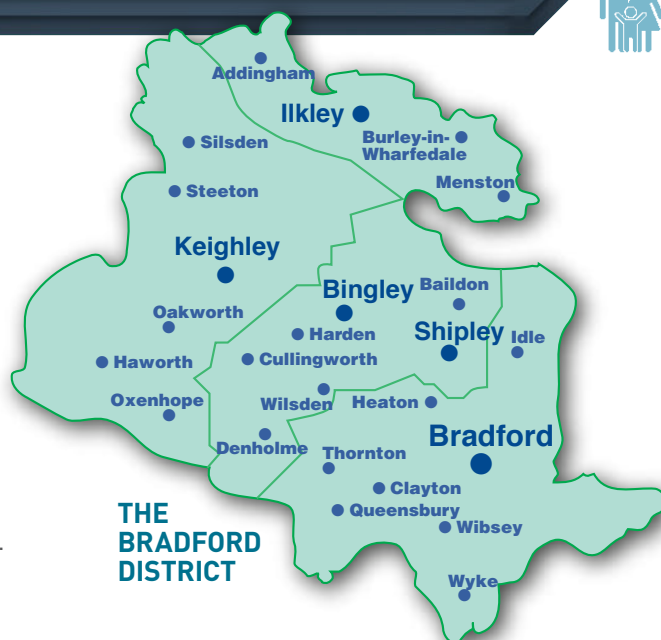 Addingham
Ilkley
Burley-in-
Wharfedale
Silsden
Menston
Steeton
Keighley
Bingley
Baildon
Oakworth
Harden
Shipley
Idle
Haworth
Cullingworth
Oxenhope
Wilsden
Heaton
Denholme
Bradford
Thornton
Clayton
Queensbury
Wibsey
THE
BRADFORD
DISTRICT
Wyke